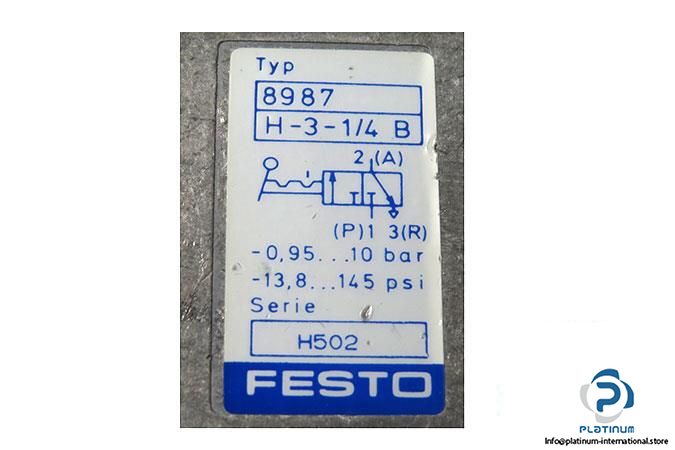 Typ
8987
H-3-1/4 B
2 (A)
(P) 1 3(R)
-0,95...10 bar
-13,8...145 psi
Serie
H502
FESTO
PLATINUM
Info@platinum-international.store